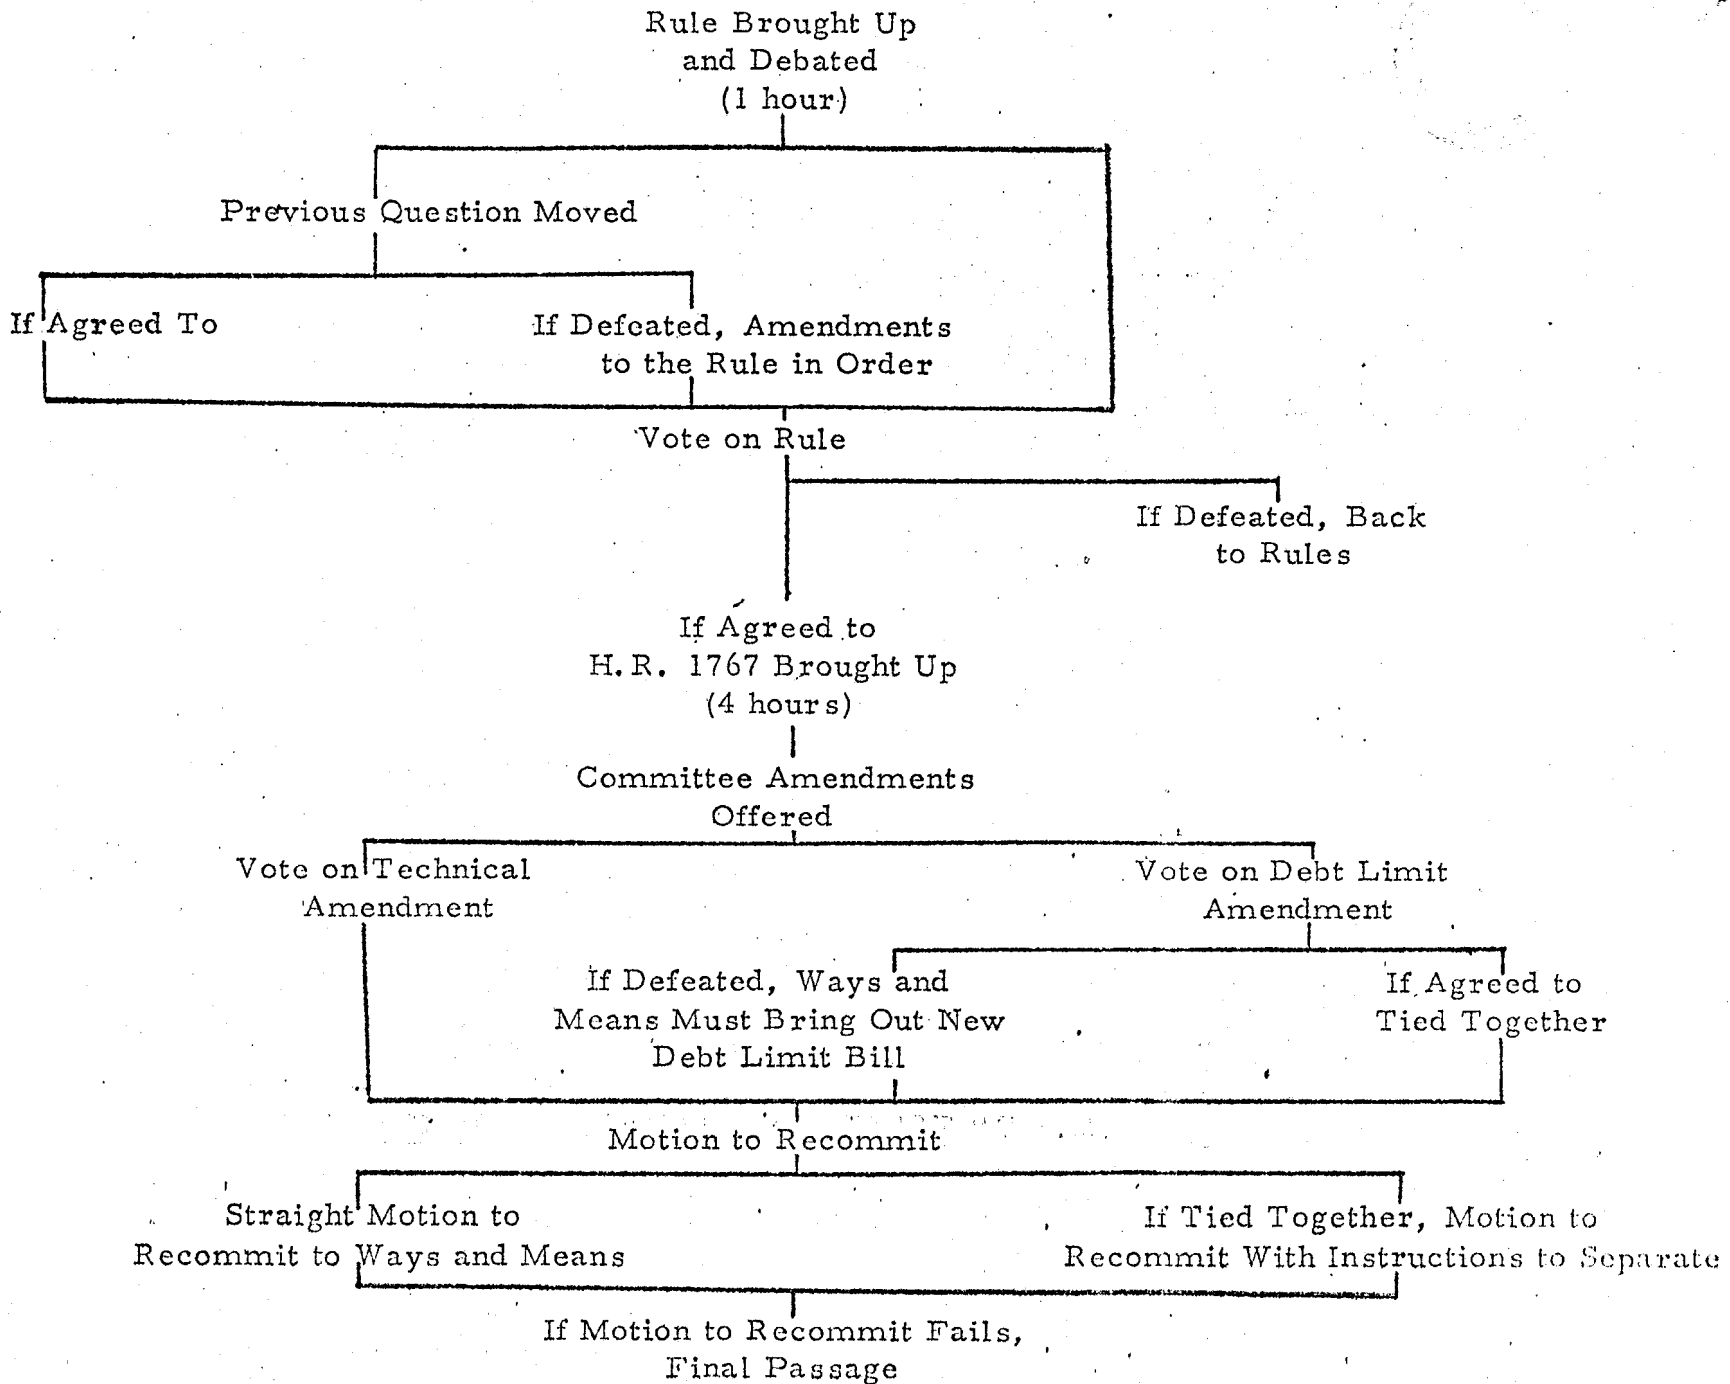 Rule Brought Up
and Debated
(1 hour)
Previous Question Moved
If Agreed To
If Defeated, Amendments
to the Rule in Order
Vote on Rule
If Defeated, Back
to Rules
If Agreed to
H.R. 1767 Brought Up
(4 hours)
Committee Amendments
Offered
Vote on Technical
Amendment
Vote on Debt Limit
Amendment
If Defeated, Ways and
Means Must Bring Out New
Debt Limit Bill
If Agreed to
Tied Together
Motion to Recommit
Straight Motion to
Recommit to Ways and Means
If Tied Together, Motion to
Recommit With Instructions to Separate
If Motion to Recommit Fails,
Final Passage